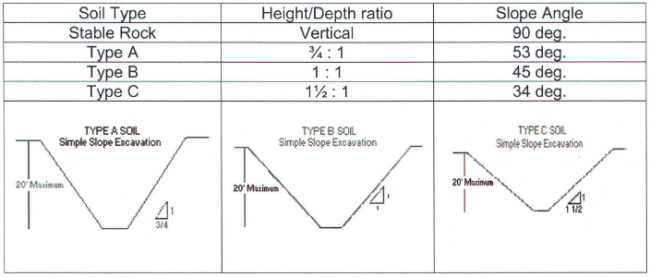 Soil Type Height/Depth ratio Slope Angle
Stable Rock Vertical 90 deg.
Type A ¾ : 1 53 deg.
Type B 1 : 1 45 deg.
Type C 1½ : 1 34 deg.
TYPE A SOIL
Simple Slope Excavation
20' Maximum
1
3/4
TYPE B SOIL
Simple Slope Excavation
20' Maximum
1
1
TYPE C SOIL
Simple Slope Excavation
20' Maximum
1
1 1/2